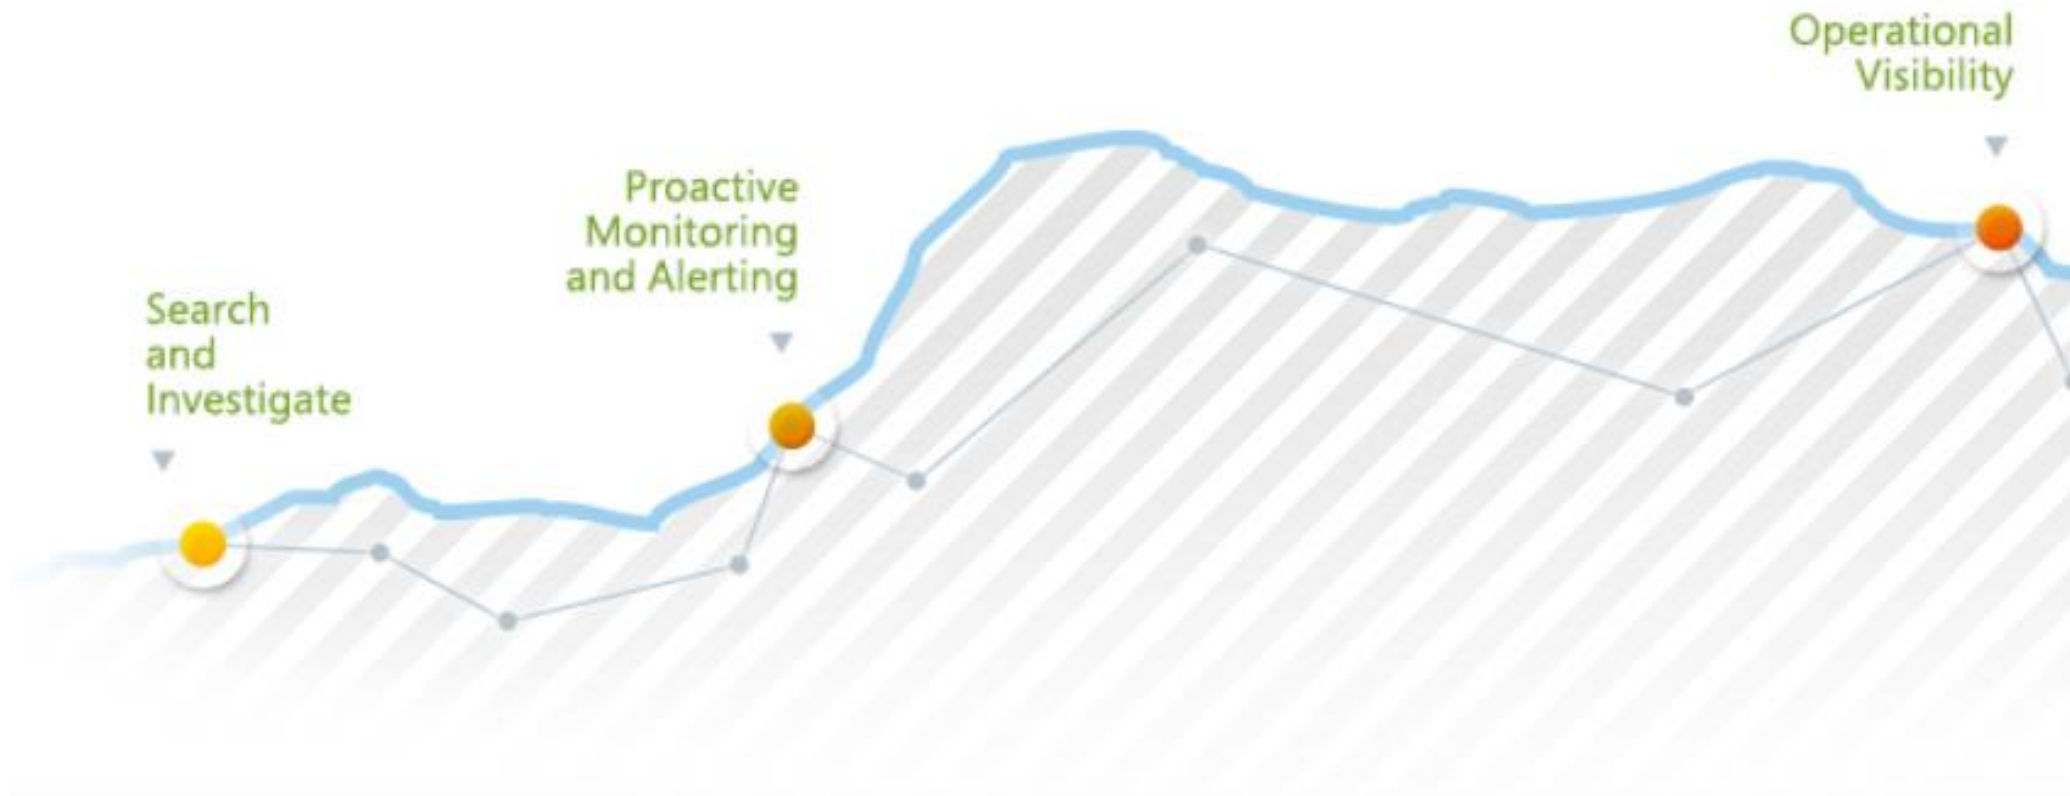 Search
and
Investigate
Proactive
Monitoring
and Alerting
Operational
Visibility